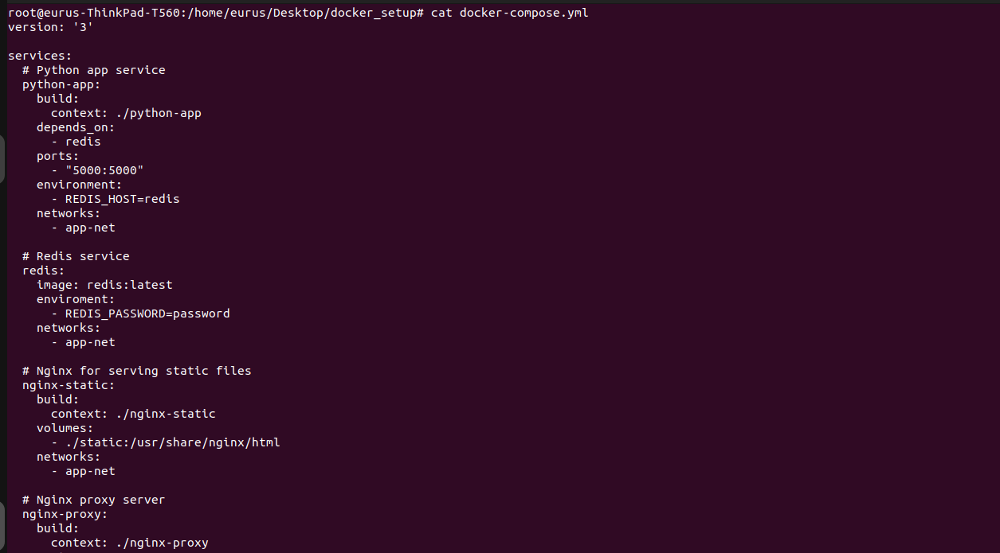 root@eurus-ThinkPad-T560:/home/eurus/Desktop/docker_setup# cat docker-compose.yml
version: '3'

services:
  # Python app service
  python-app:
    build:
      context: ./python-app
    depends_on:
      - redis
    ports:
      - "5000:5000"
    environment:
      - REDIS_HOST=redis
    networks:
      - app-net

  # Redis service
  redis:
    image: redis:latest
    enviroment:
      - REDIS_PASSWORD=password
    networks:
      - app-net

  # Nginx for serving static files
  nginx-static:
    build:
      context: ./nginx-static
    volumes:
      - ./static:/usr/share/nginx/html
    networks:
      - app-net

  # Nginx proxy server
  nginx-proxy:
    build:
      context: ./nginx-proxy